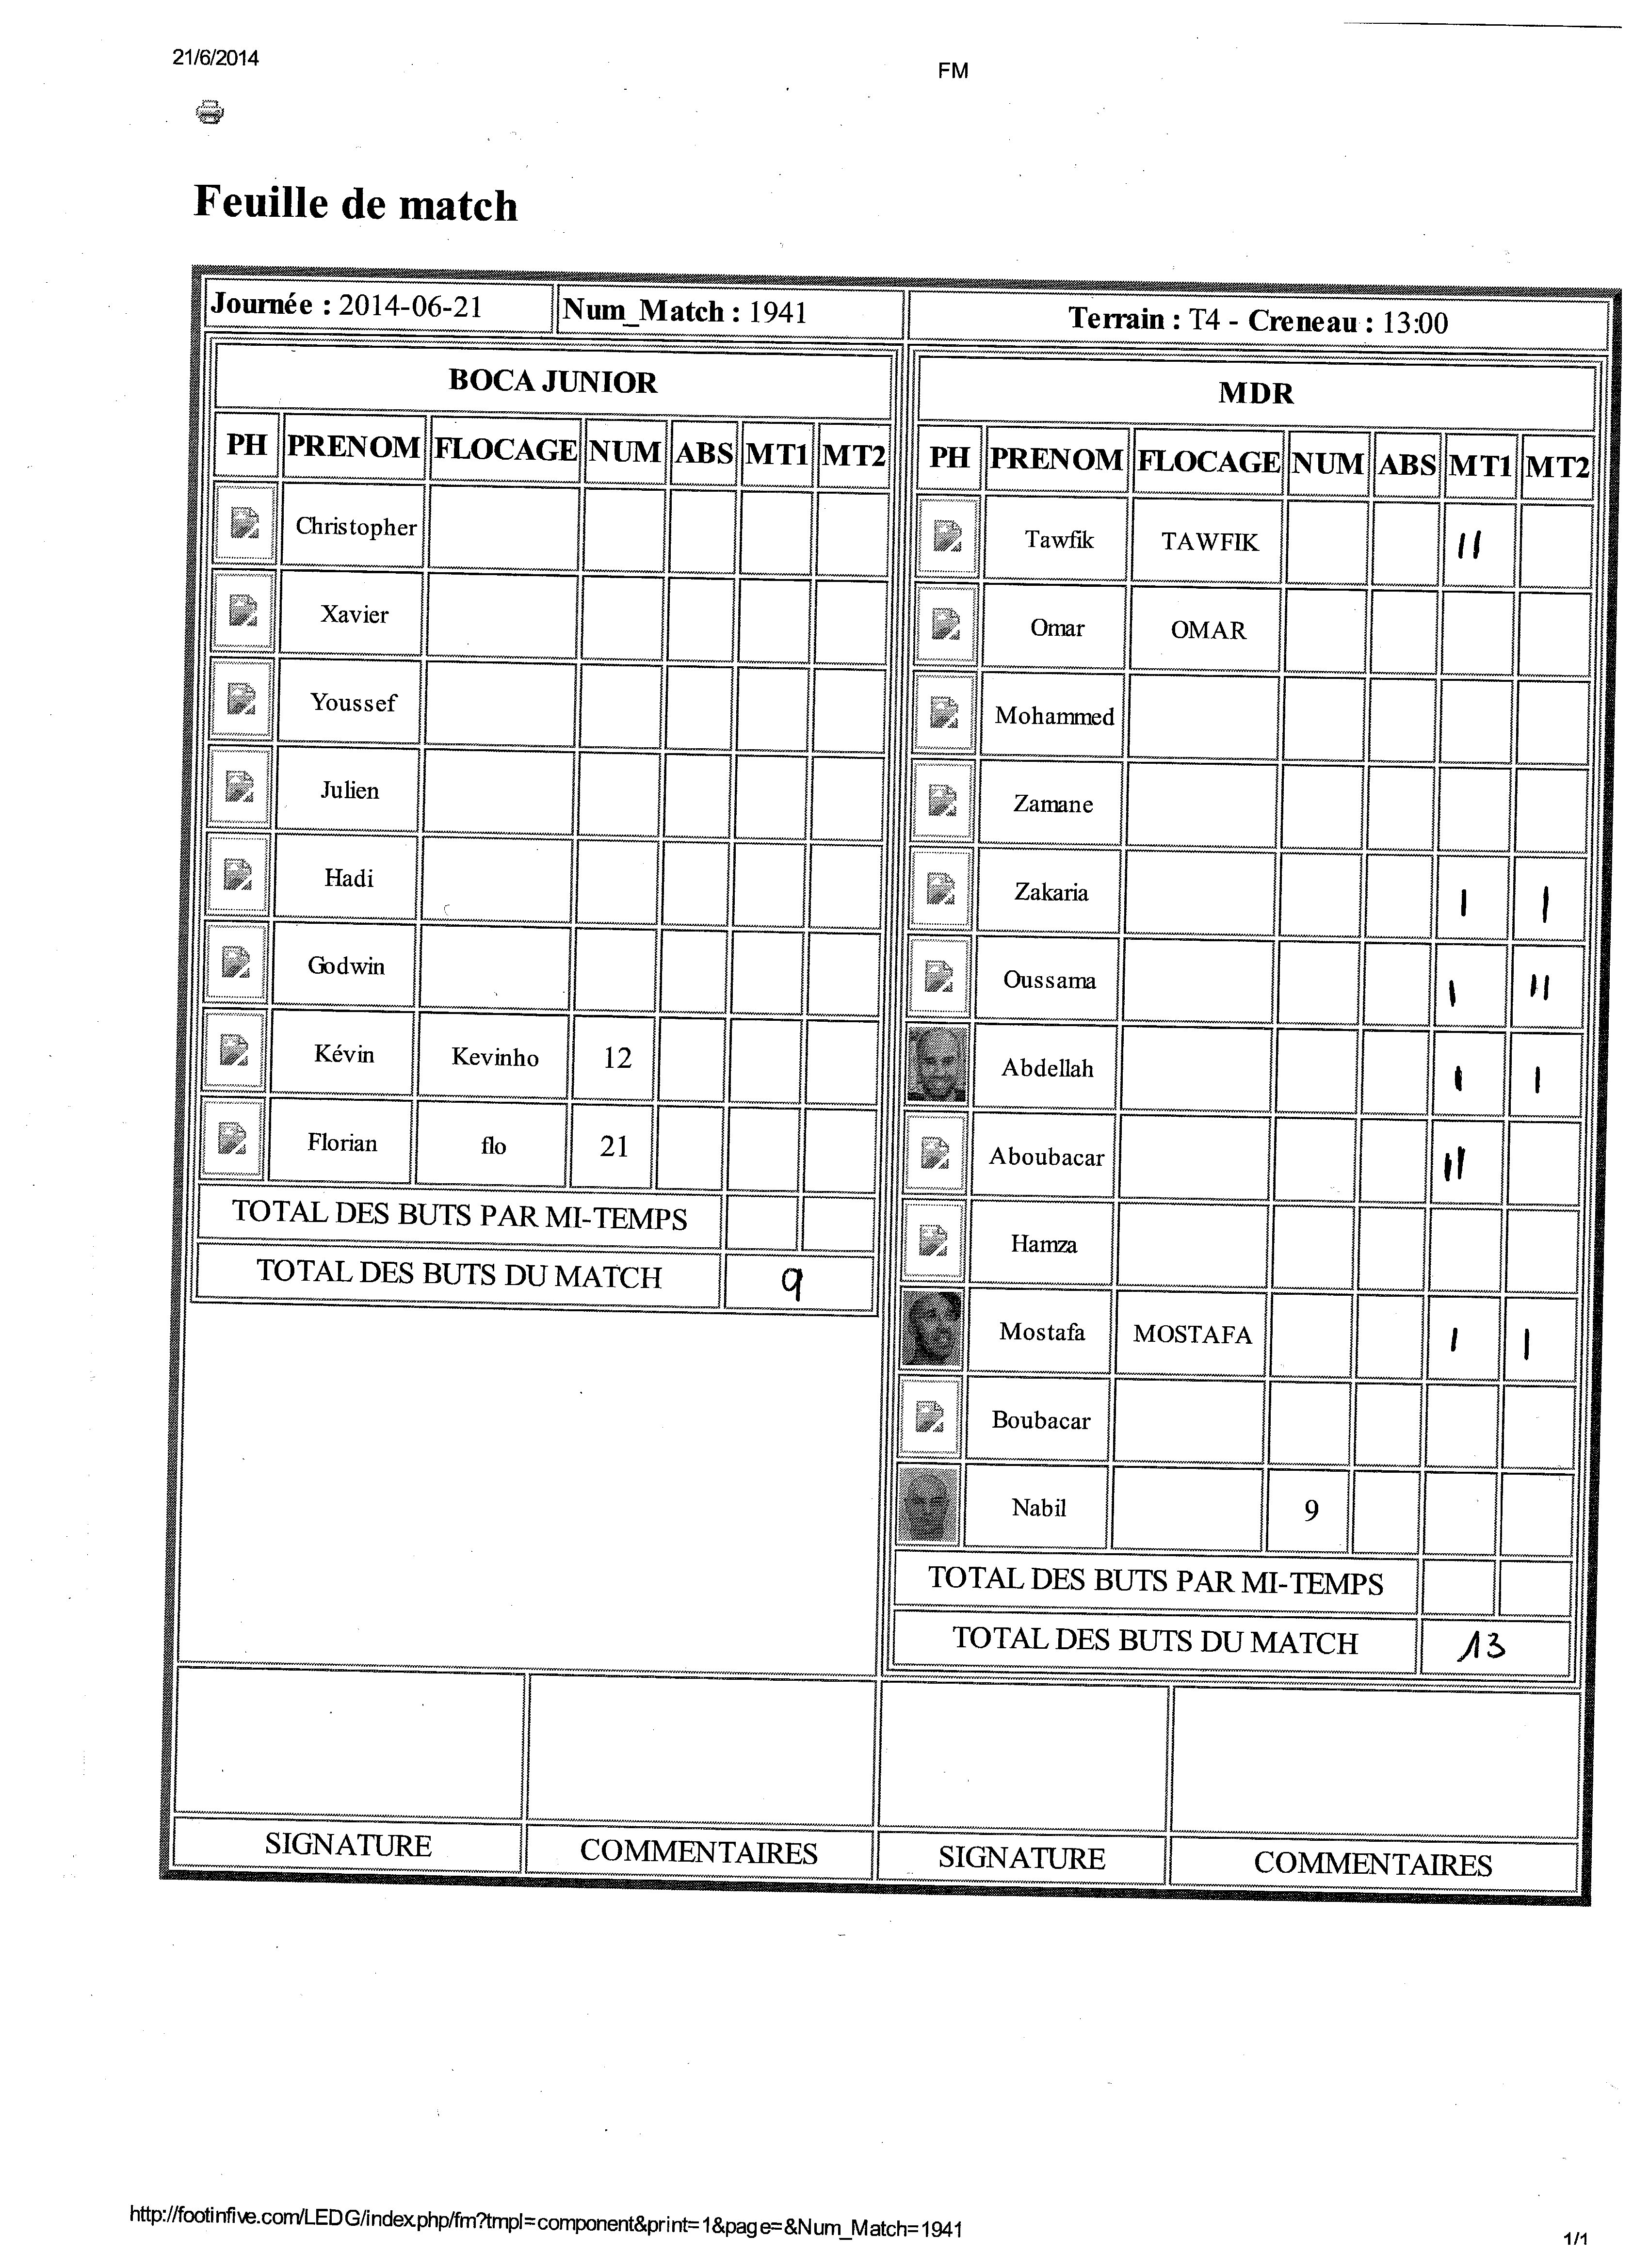 21/6/2014
FM
Feuille de match
Journée : 2014-06-21 Num_Match : 1941 Terrain : T4 - Creneau : 13:00
BOCA JUNIOR
PH PRENOM FLOCAGE NUM ABS MT1 MT2
Christopher
Xavier
Youssef
Julien
Hadi
Godwin
Kévin Kevinho 12
Florian flo 21
TOTAL DES BUTS PAR MI-TEMPS
TOTAL DES BUTS DU MATCH 9
MDR
PH PRENOM FLOCAGE NUM ABS MT1 MT2
Tawfik TAWFIK II
Omar OMAR
Mohammed
Zamane
Zakaria I I
Oussama I II
Abdellah I I
Aboubacar II
Hamza
Mostafa MOSTAFA I I
Boubacar
Nabil 9
TOTAL DES BUTS PAR MI-TEMPS
TOTAL DES BUTS DU MATCH 13
SIGNATURE COMMENTAIRES SIGNATURE COMMENTAIRES
http://footinfive.com/LEDG/index.php/fm?tmpl=component&print=1&page=&Num_Match=1941
1/1